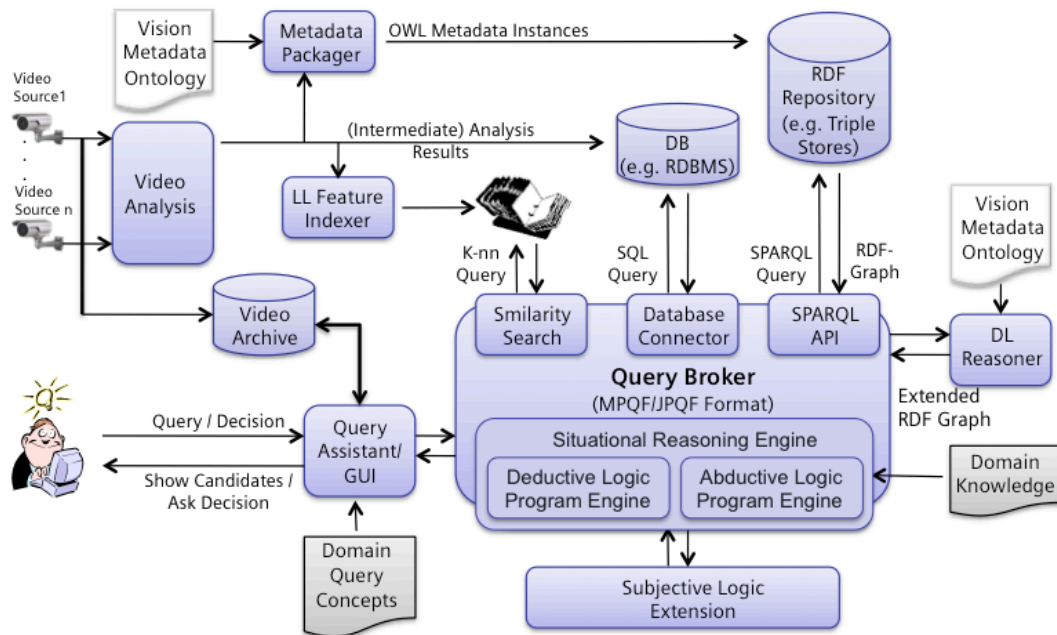 Vision
Metadata
Ontology
Metadata
Packager
OWL Metadata Instances
RDF
Repository
(e.g. Triple
Stores)
Video
Source1
Video
Source n
Video
Analysis
(Intermediate) Analysis
Results
DB
(e.g. RDBMS)
LL Feature
Indexer
K-nn
Query
SQL
Query
SPARQL
Query
RDF-
Graph
Vision
Metadata
Ontology
Video
Archive
Smilarity
Search
Database
Connector
SPARQL
API
DL
Reasoner
Query Broker
(MPQF/JPQF Format)
Extended
RDF Graph
Query / Decision
Query
Assistant/
GUI
Show Candidates /
Ask Decision
Situational Reasoning Engine
Deductive Logic
Program Engine
Abductive Logic
Program Engine
Domain
Knowledge
Domain
Query
Concepts
Subjective Logic
Extension